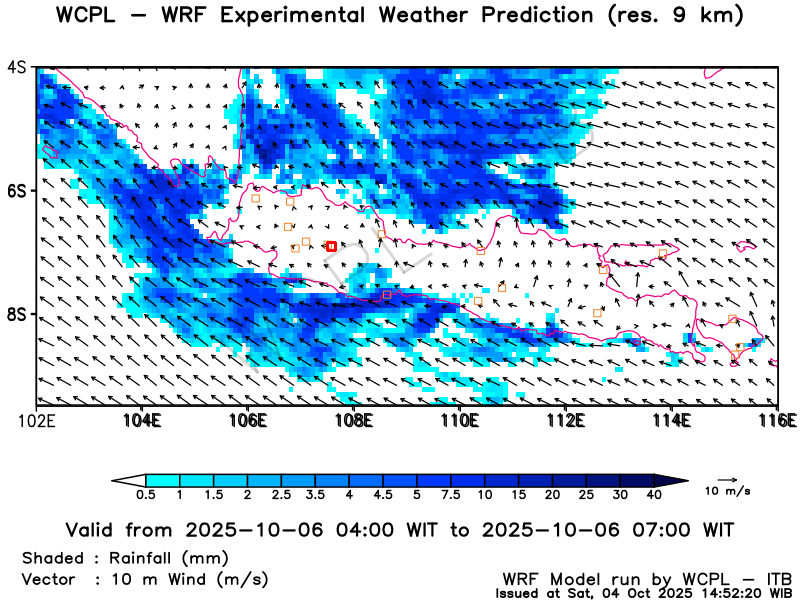 WCPL – WRF Experimental Weather Prediction (res. 9 km)
4S
6S
8S
102E 104E 106E 108E 110E 112E 114E 116E
0.5 1 1.5 2 2.5 3.5 4 4.5 5 7.5 10 15 20 25 30 40
10 m/s
Valid from 2025-10-06 04:00 WIT to 2025-10-06 07:00 WIT
Shaded : Rainfall (mm)
Vector : 10 m Wind (m/s)
WRF Model run by WCPL – ITB
Issued at Sat, 04 Oct 2025 14:52:20 WIB